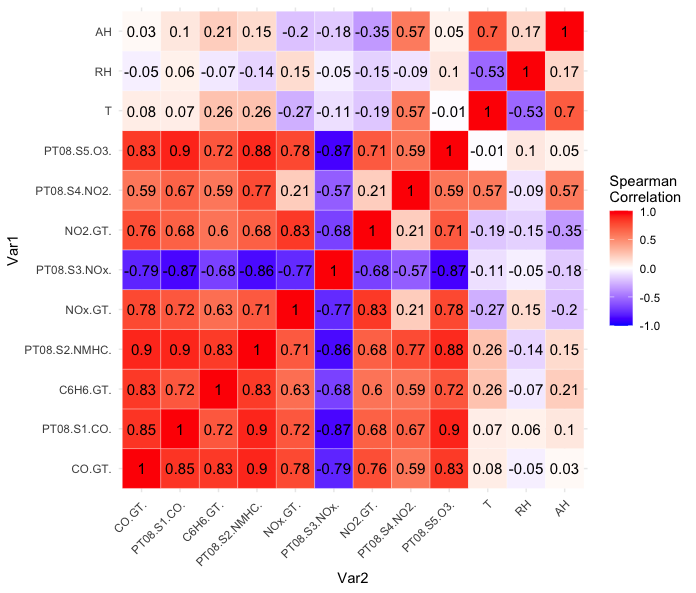 AH 0.03 0.1 0.21 0.15 -0.2 -0.18 -0.35 0.57 0.05 0.7 0.17 1
RH -0.05 0.06 -0.07 -0.14 0.15 -0.05 -0.15 -0.09 0.1 -0.53 1 0.17
T 0.08 0.07 0.26 0.26 -0.27 -0.11 -0.19 0.57 -0.01 1 -0.53 0.7
PT08.S5.O3. 0.83 0.9 0.72 0.88 0.78 -0.87 0.71 0.59 1 -0.01 0.1 0.05
PT08.S4.NO2. 0.59 0.67 0.59 0.77 0.21 -0.57 0.21 1 0.59 0.57 -0.09 0.57
NO2.GT. 0.76 0.68 0.6 0.68 0.83 -0.68 1 0.21 0.71 -0.19 -0.15 -0.35
PT08.S3.NOx. -0.79 -0.87 -0.68 -0.86 -0.77 1 -0.68 -0.57 -0.87 -0.11 -0.05 -0.18
NOx.GT. 0.78 0.72 0.63 0.71 1 -0.77 0.83 0.21 0.78 -0.27 0.15 -0.2
PT08.S2.NMHC. 0.9 0.9 0.83 1 0.71 -0.86 0.68 0.77 0.88 0.26 -0.14 0.15
C6H6.GT. 0.83 0.72 1 0.83 0.63 -0.68 0.6 0.59 0.72 0.26 -0.07 0.21
PT08.S1.CO. 0.85 1 0.72 0.9 0.72 -0.87 0.68 0.67 0.9 0.07 0.06 0.1
CO.GT. 1 0.85 0.83 0.9 0.78 -0.79 0.76 0.59 0.83 0.08 -0.05 0.03
CO.GT. PT08.S1.CO. C6H6.GT. PT08.S2.NMHC. NOx.GT. PT08.S3.NOx. NO2.GT. PT08.S4.NO2. PT08.S5.O3. T RH AH
Var1
Var2
Spearman
Correlation
1.0
0.5
0.0
-0.5
-1.0